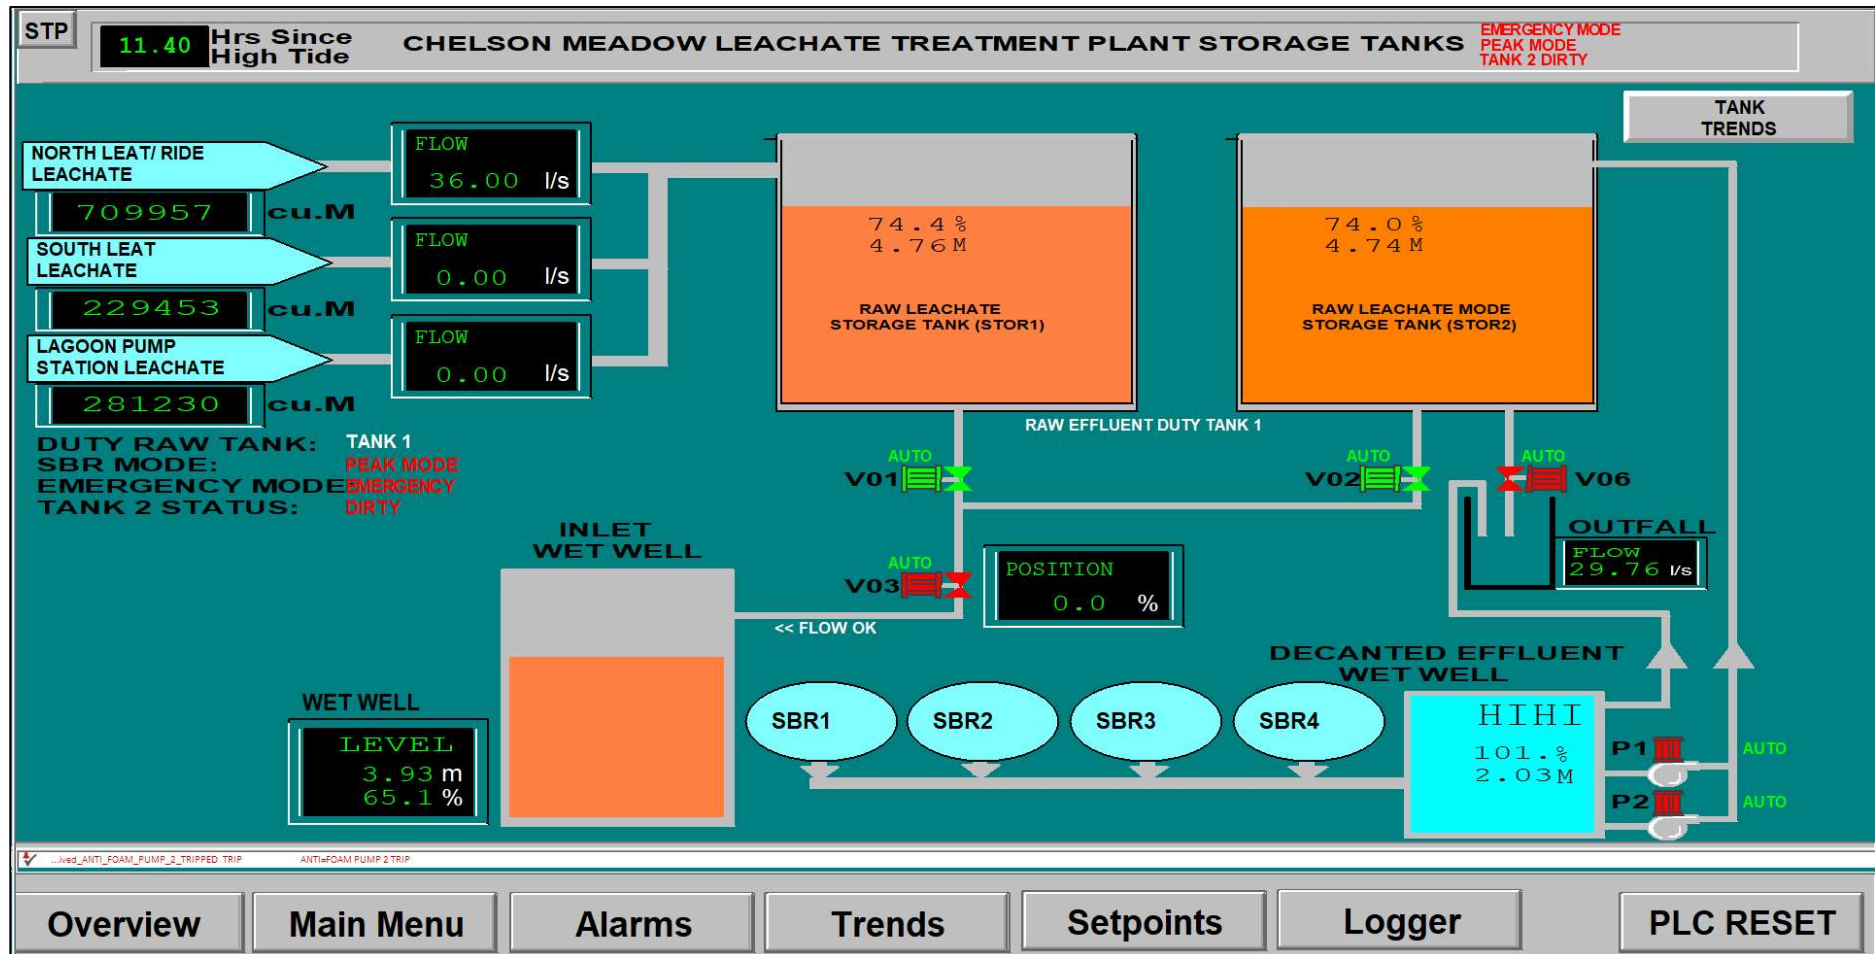 STP
11.40 Hrs Since
High Tide
CHELSON MEADOW LEACHATE TREATMENT PLANT STORAGE TANKS
EMERGENCY MODE
PEAK MODE
TANK 2 DIRTY
TANK
TRENDS
NORTH LEAT/ RIDE
LEACHATE
709957 cu.M
FLOW
36.00 l/s
SOUTH LEAT
LEACHATE
229453 cu.M
FLOW
0.00 l/s
LAGOON PUMP
STATION LEACHATE
281230 cu.M
FLOW
0.00 l/s
74.4%
4.76M
RAW LEACHATE
STORAGE TANK (STOR1)
74.0%
4.74M
RAW LEACHATE MODE
STORAGE TANK (STOR2)
RAW EFFLUENT DUTY TANK 1
DUTY RAW TANK: TANK 1
SBR MODE: PEAK MODE
EMERGENCY MODE: EMERGENCY
TANK 2 STATUS: DIRTY
AUTO
V01
AUTO
V02
AUTO
V06
OUTFALL
FLOW
29.76 l/s
INLET
WET WELL
AUTO
V03
POSITION
0.0 %
<< FLOW OK
WET WELL
LEVEL
3.93 m
65.1 %
SBR1
SBR2
SBR3
SBR4
DECANTED EFFLUENT
WET WELL
HIHI
101.%
2.03M
P1
AUTO
P2
AUTO
...ived_ANTI_FOAM_PUMP_2_TRIPPED TRIP ANTI=FOAM PUMP 2 TRIP
Overview
Main Menu
Alarms
Trends
Setpoints
Logger
PLC RESET